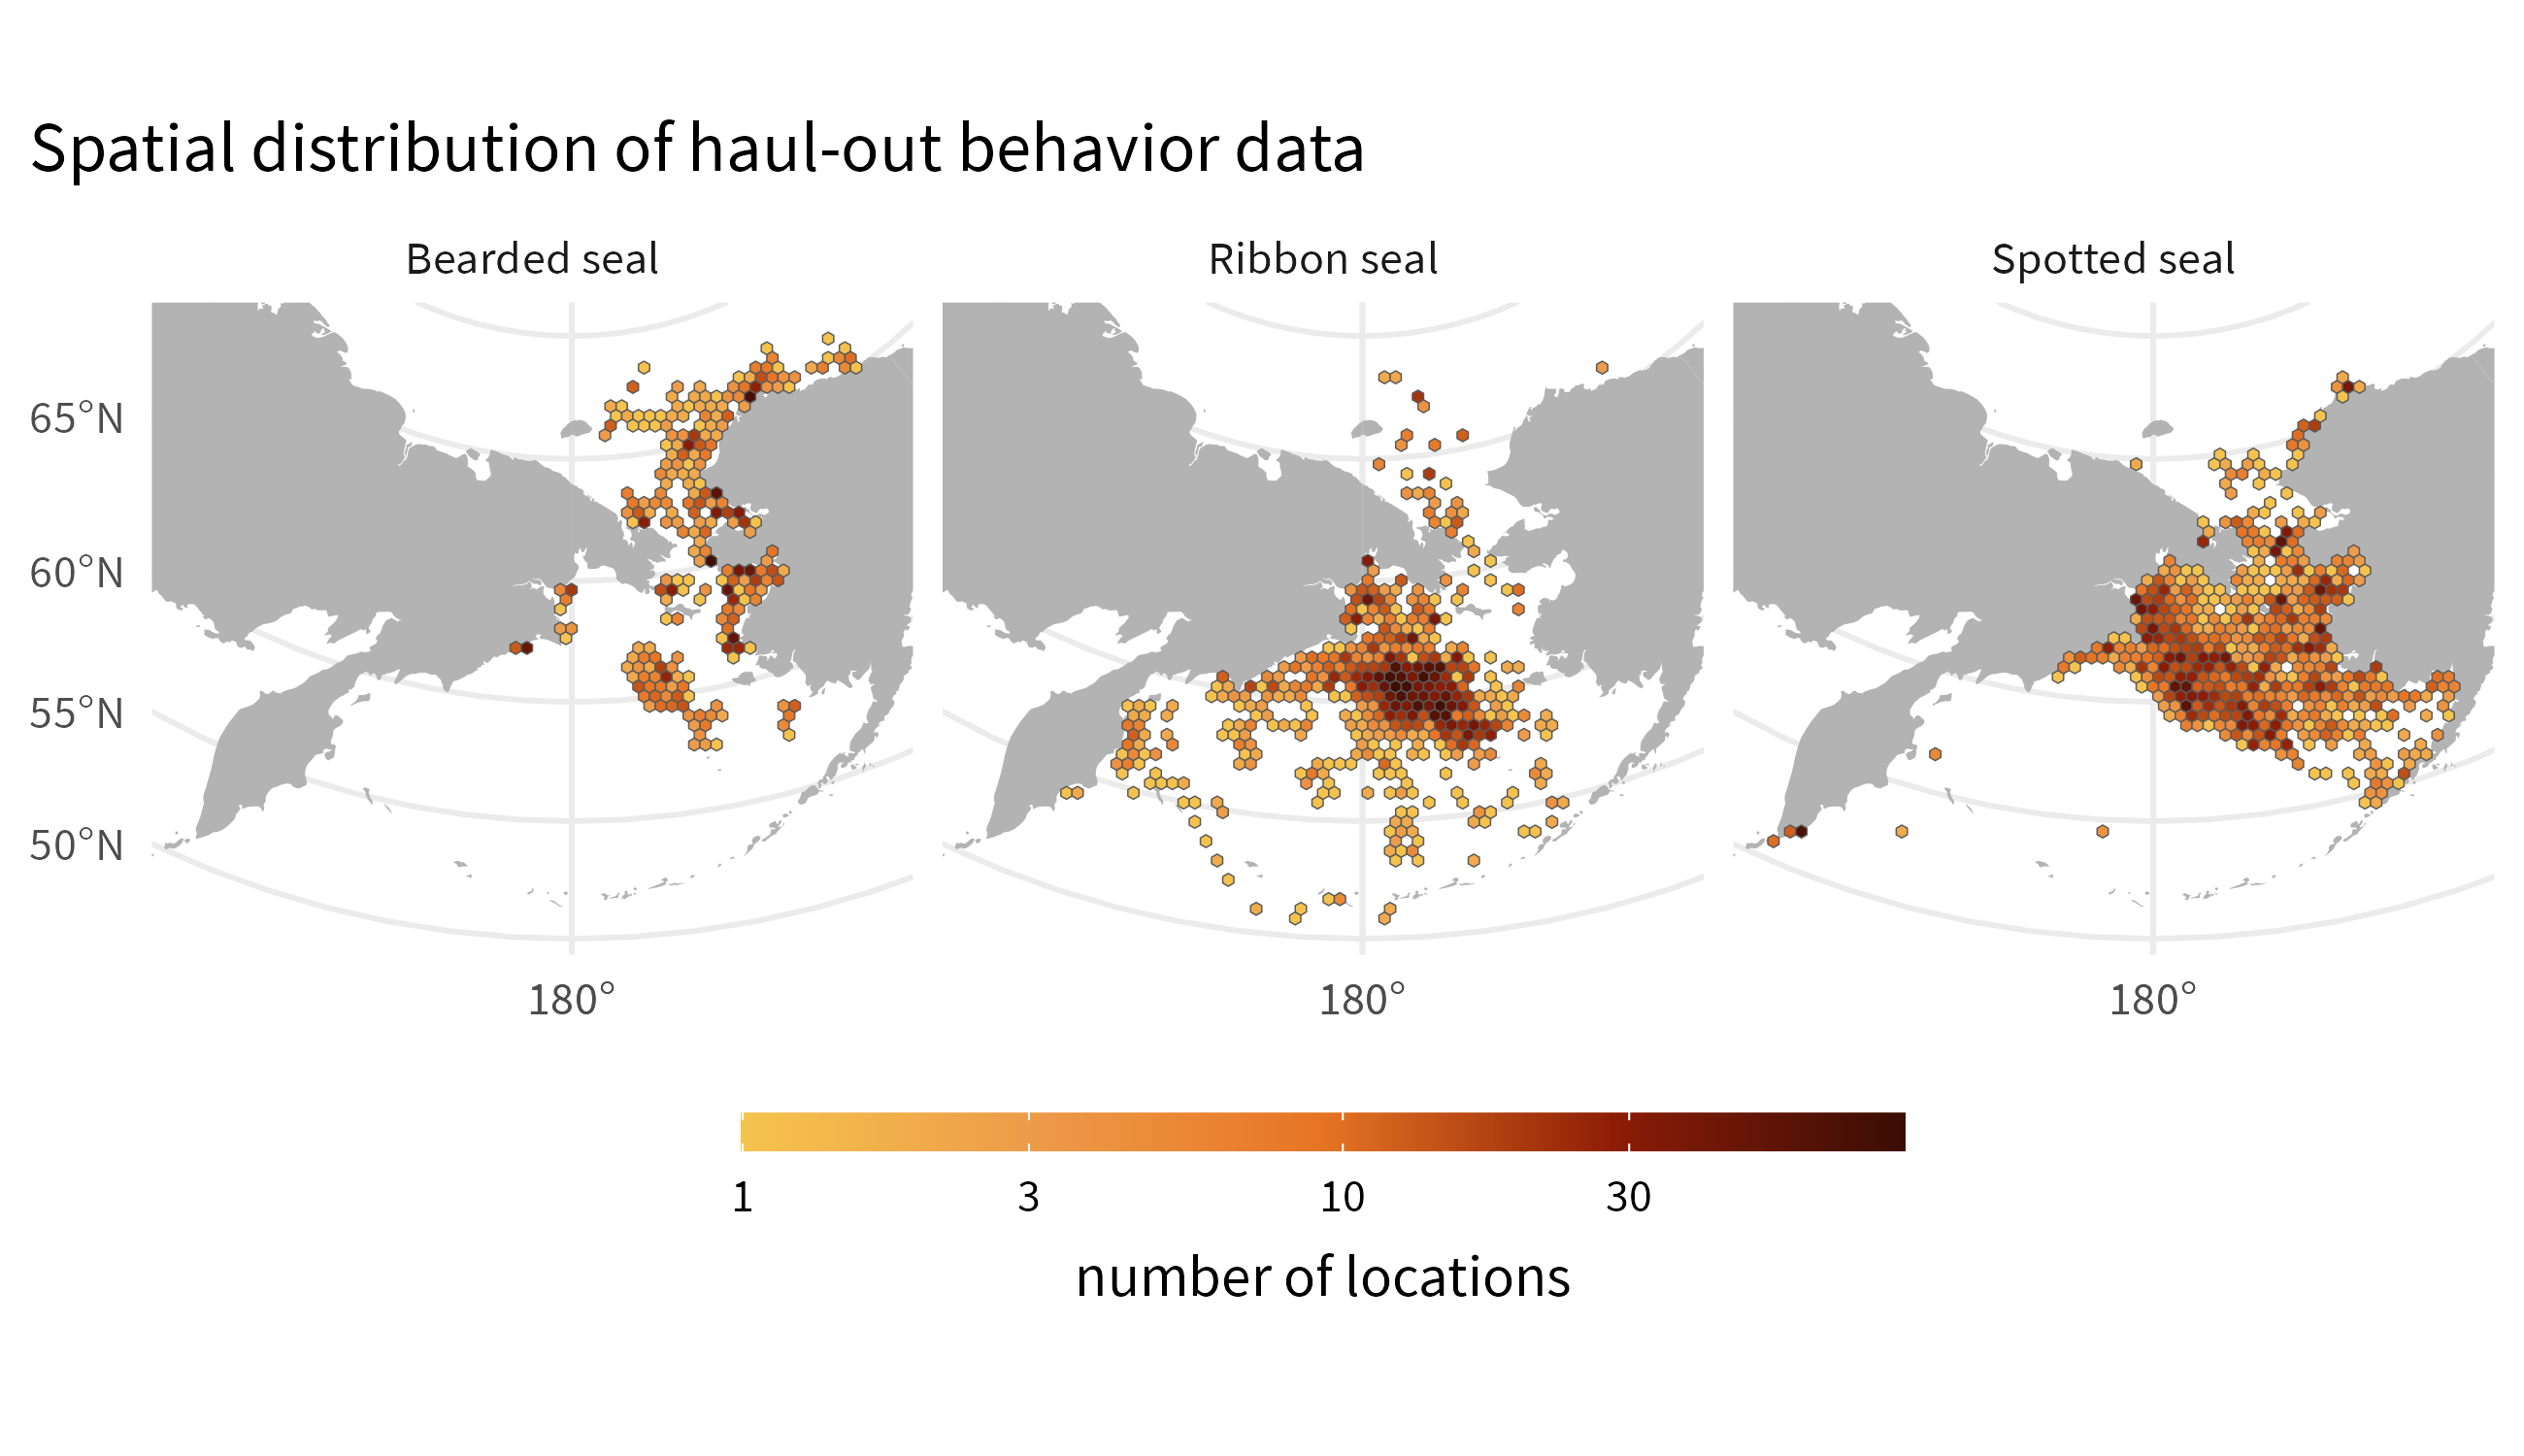 Spatial distribution of haul-out behavior data
Bearded seal
Ribbon seal
Spotted seal
65°N
60°N
55°N
50°N
180°
180°
180°
1
3
10
30
number of locations